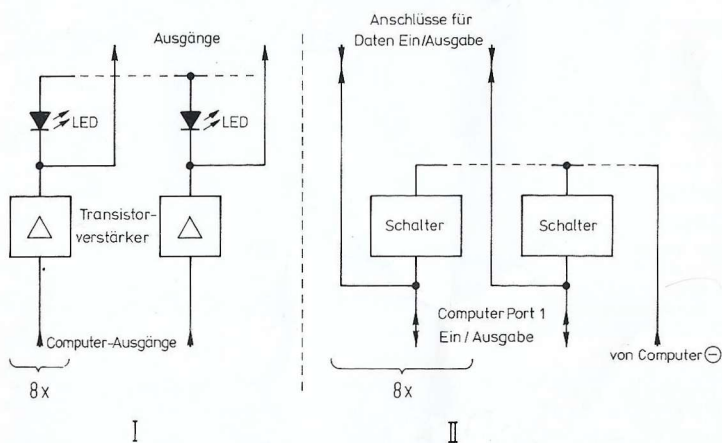 Ausgänge
LED
LED
Transistor-
verstärker
Computer-Ausgänge
8x
I
Anschlüsse für
Daten Ein/Ausgabe
Schalter
Schalter
Computer Port 1
Ein/Ausgabe
von Computer ⊖
8x
II